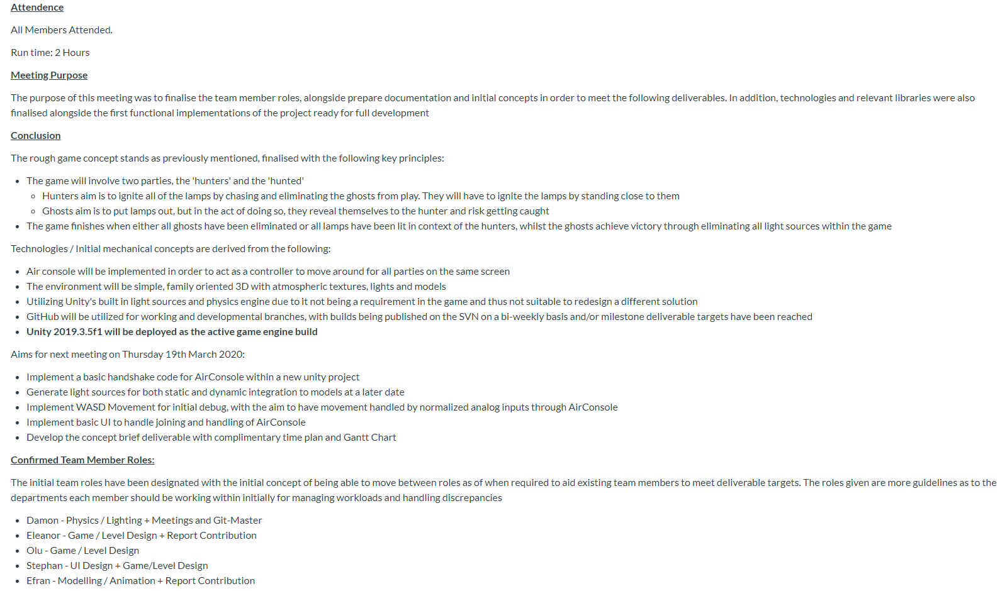 Attendence
All Members Attended.
Run time: 2 Hours
Meeting Purpose
The purpose of this meeting was to finalise the team member roles, alongside prepare documentation and initial concepts in order to meet the following deliverables. In addition, technologies and relevant libraries were also
finalised alongside the first functional implementations of the project ready for full development
Conclusion
The rough game concept stands as previously mentioned, finalised with the following key principles:
• The game will involve two parties, the 'hunters' and the 'hunted'
◦ Hunters aim is to ignite all of the lamps by chasing and eliminating the ghosts from play. They will have to ignite the lamps by standing close to them
◦ Ghosts aim is to put lamps out, but in the act of doing so, they reveal themselves to the hunter and risk getting caught
• The game finishes when either all ghosts have been eliminated or all lamps have been lit in context of the hunters, whilst the ghosts achieve victory through eliminating all light sources within the game
Technologies / Initial mechanical concepts are derived from the following:
• Air console will be implemented in order to act as a controller to move around for all parties on the same screen
• The environment will be simple, family oriented 3D with atmospheric textures, lights and models
• Utilizing Unity's built in light sources and physics engine due to it not being a requirement in the game and thus not suitable to redesign a different solution
• GitHub will be utilized for working and developmental branches, with builds being published on the SVN on a bi-weekly basis and/or milestone deliverable targets have been reached
• Unity 2019.3.5f1 will be deployed as the active game engine build
Aims for next meeting on Thursday 19th March 2020:
• Implement a basic handshake code for AirConsole within a new unity project
• Generate light sources for both static and dynamic integration to models at a later date
• Implement WASD Movement for initial debug, with the aim to have movement handled by normalized analog inputs through AirConsole
• Implement basic UI to handle joining and handling of AirConsole
• Develop the concept brief deliverable with complimentary time plan and Gantt Chart
Confirmed Team Member Roles:
The initial team roles have been designated with the initial concept of being able to move between roles as of when required to aid existing team members to meet deliverable targets. The roles given are more guidelines as to the
departments each member should be working within initially for managing workloads and handling discrepancies
• Damon - Physics / Lighting + Meetings and Git-Master
• Eleanor - Game / Level Design + Report Contribution
• Olu - Game / Level Design
• Stephan - UI Design + Game/Level Design
• Efran - Modelling / Animation + Report Contribution